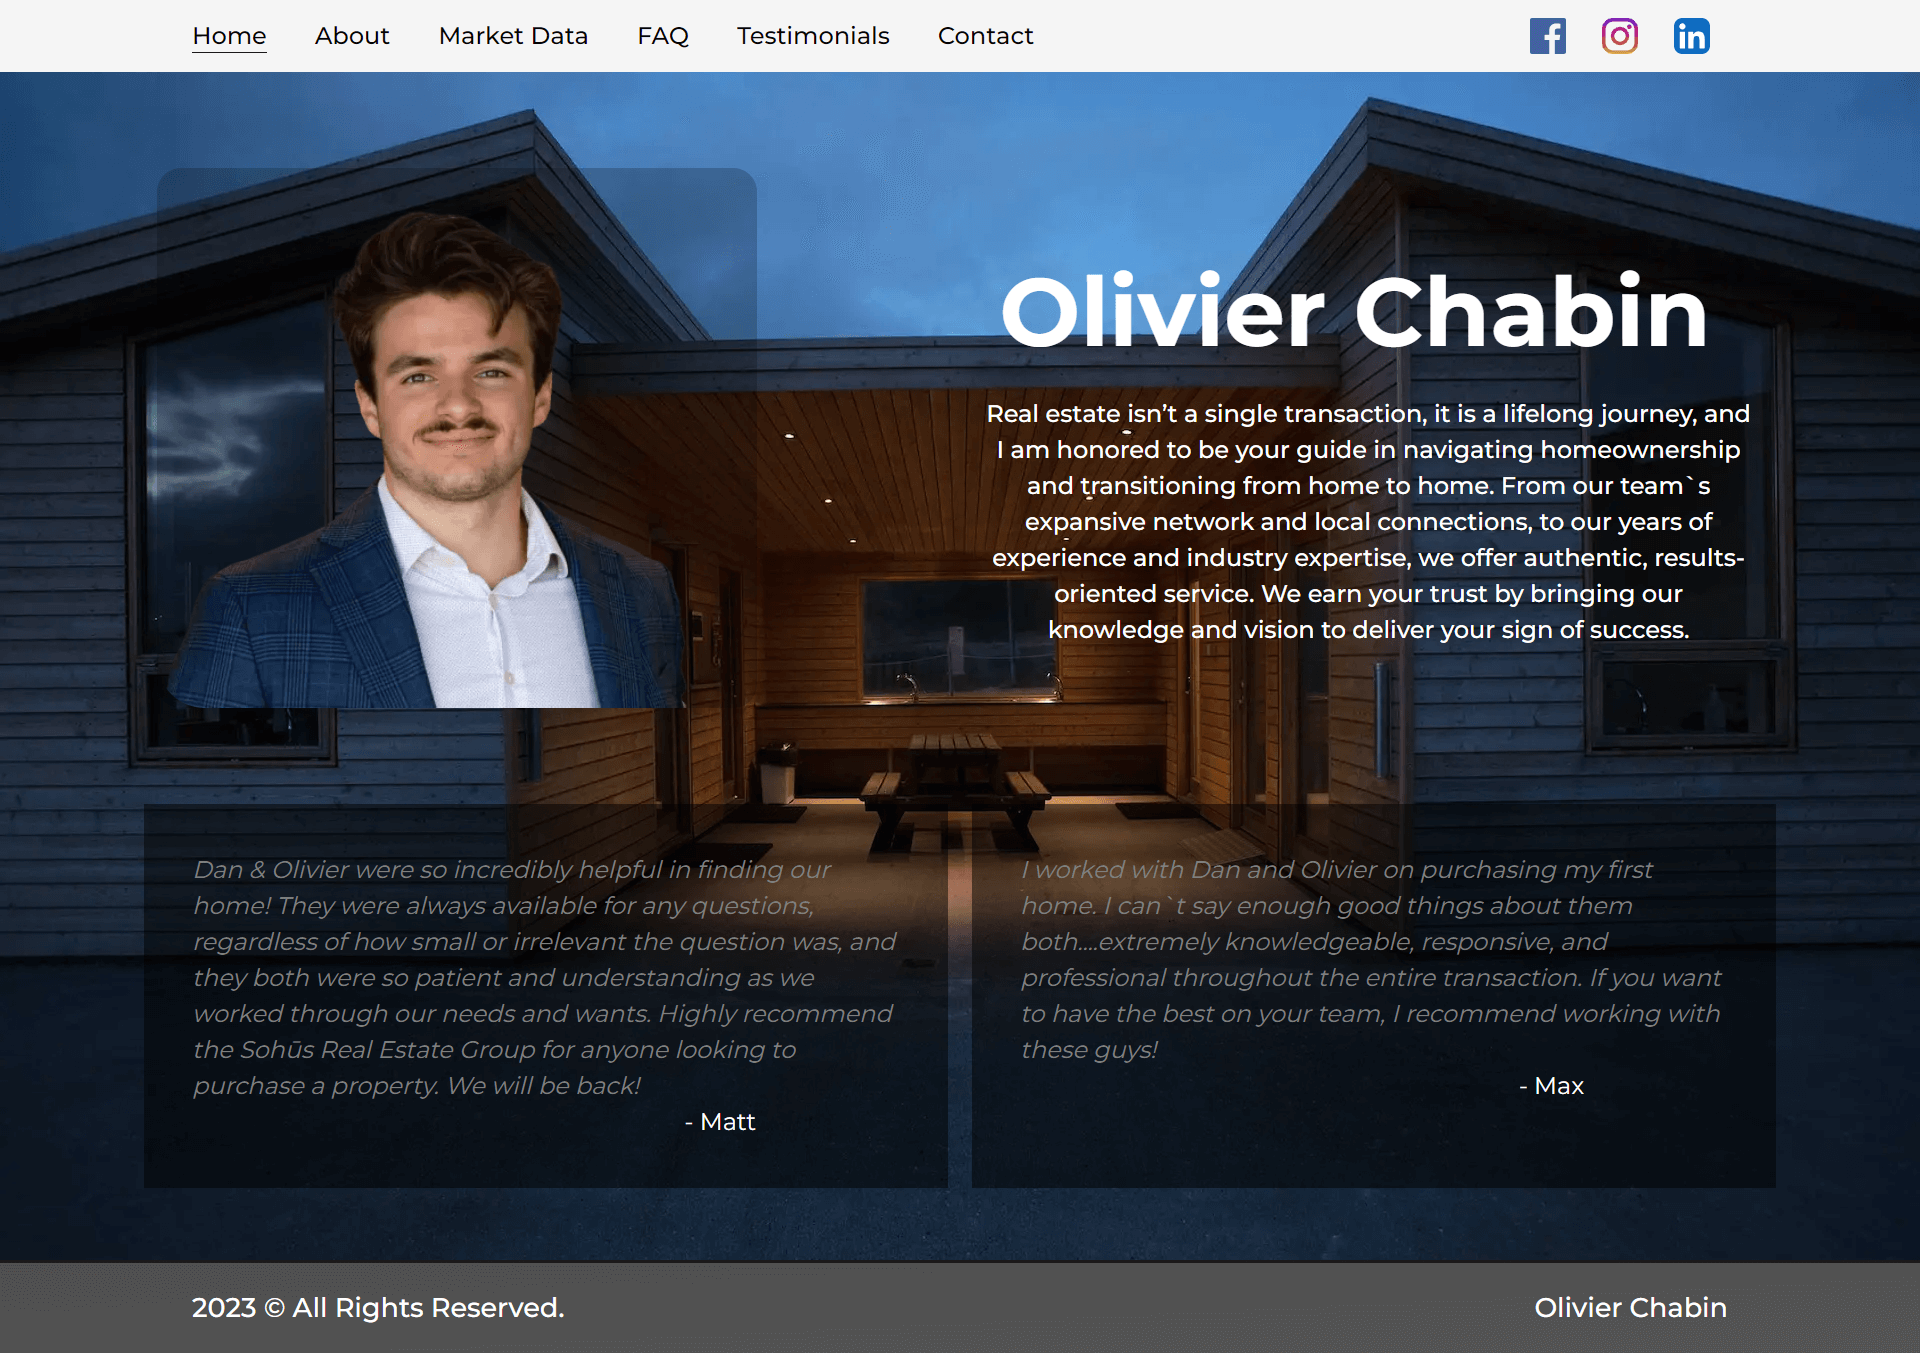 Home About Market Data FAQ Testimonials Contact
Olivier Chabin
Real estate isn’t a single transaction, it is a lifelong journey, and
I am honored to be your guide in navigating homeownership
and transitioning from home to home. From our team`s
expansive network and local connections, to our years of
experience and industry expertise, we offer authentic, results-
oriented service. We earn your trust by bringing our
knowledge and vision to deliver your sign of success.
Dan & Olivier were so incredibly helpful in finding our
home! They were always available for any questions,
regardless of how small or irrelevant the question was, and
they both were so patient and understanding as we
worked through our needs and wants. Highly recommend
the Sohūs Real Estate Group for anyone looking to
purchase a property. We will be back!
- Matt
I worked with Dan and Olivier on purchasing my first
home. I can`t say enough good things about them
both....extremely knowledgeable, responsive, and
professional throughout the entire transaction. If you want
to have the best on your team, I recommend working with
these guys!
- Max
2023 © All Rights Reserved.
Olivier Chabin